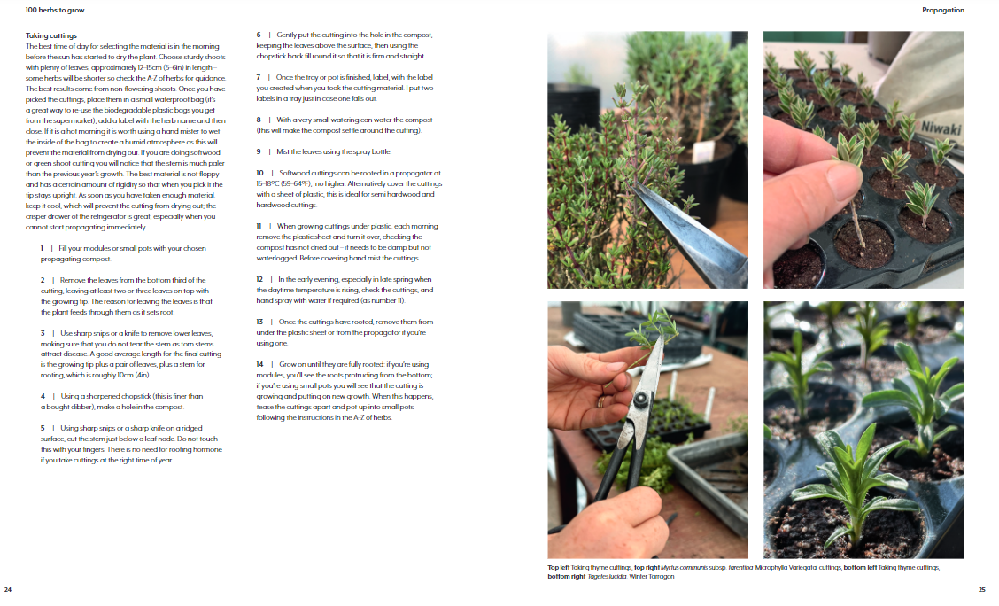 100 herbs to grow
Propagation
Taking cuttings
The best time of day for selecting the material is in the morning
before the sun has started to dry the plant. Choose sturdy shoots
with plenty of leaves, approximately 12-15cm (5-6in) in length –
some herbs will be shorter so check the A-Z of herbs for guidance.
The best results come from non-flowering shoots. Once you have
picked the cuttings, place them in a small waterproof bag (it's
a great way to re-use the biodegradable plastic bags you get
from the supermarket), add a label with the herb name and then
close. If it is a hot morning it is worth using a hand mister to wet
the inside of the bag to create a humid atmosphere as this will
prevent the material from drying out. If you are doing softwood
or green shoot cutting you will notice that the stem is much paler
than the previous year's growth. The best material is not floppy
and has a certain amount of rigidity so that when you pick it the
tip stays upright. As soon as you have taken enough material,
keep it cool, which will prevent the cutting from drying out; the
crisper drawer of the refrigerator is great, especially when you
cannot start propagating immediately.
1 | Fill your modules or small pots with your chosen
propagating compost.
2 | Remove the leaves from the bottom third of the
cutting, leaving at least two or three leaves on top with
the growing tip. The reason for leaving the leaves is that
the plant feeds through them as it sets root.
3 | Use sharp snips or a knife to remove lower leaves,
making sure that you do not tear the stem as torn stems
attract disease. A good average length for the final cutting
is the growing tip plus a pair of leaves, plus a stem for
rooting, which is roughly 10cm (4in).
4 | Using a sharpened chopstick (this is finer than
a bought dibber), make a hole in the compost.
5 | Using sharp snips or a sharp knife on a ridged
surface, cut the stem just below a leaf node. Do not touch
this with your fingers. There is no need for rooting hormone
if you take cuttings at the right time of year.
6 | Gently put the cutting into the hole in the compost,
keeping the leaves above the surface, then using the
chopstick back fill round it so that it is firm and straight.
7 | Once the tray or pot is finished, label, with the label
you created when you took the cutting material. I put two
labels in a tray just in case one falls out.
8 | With a very small watering can water the compost
(this will make the compost settle around the cutting).
9 | Mist the leaves using the spray bottle.
10 | Softwood cuttings can be rooted in a propagator at
15-18ºC (59-64ºF), no higher. Alternatively cover the cuttings
with a sheet of plastic, this is ideal for semi hardwood and
hardwood cuttings.
11 | When growing cuttings under plastic, each morning
remove the plastic sheet and turn it over, checking the
compost has not dried out – it needs to be damp but not
waterlogged. Before covering hand mist the cuttings.
12 | In the early evening, especially in late spring when
the daytime temperature is rising, check the cuttings, and
hand spray with water if required (as number 11).
13 | Once the cuttings have rooted, remove them from
under the plastic sheet or from the propagator if you're
using one.
14 | Grow on until they are fully rooted: if you're using
modules, you'll see the roots protruding from the bottom;
if you're using small pots you will see that the cutting is
growing and putting on new growth. When this happens,
tease the cuttings apart and pot up into small pots
following the instructions in the A-Z of herbs.
Niwaki
Top left Taking thyme cuttings, top right Myrtus communis subsp. tarentina 'Microphylla Variegata' cuttings, bottom left Taking thyme cuttings,
bottom right Tagetes lucidia, Winter Tarragon
24
25